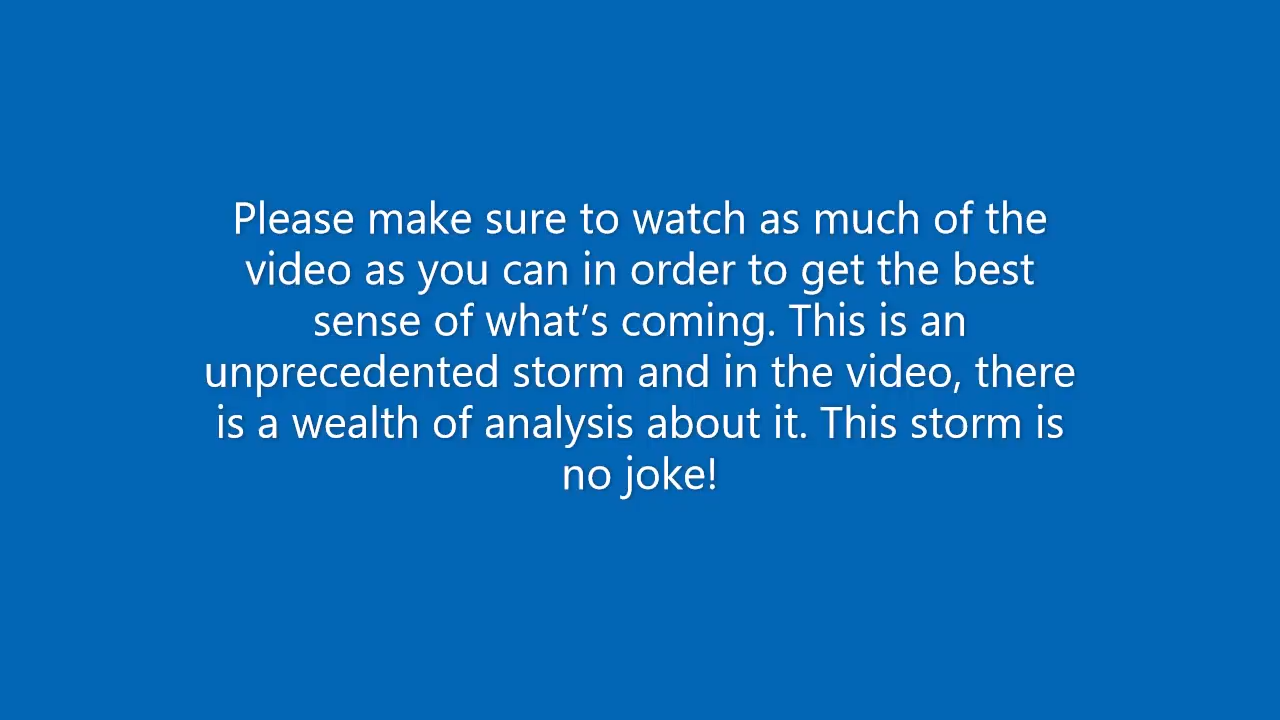 Please make sure to watch as much of the
video as you can in order to get the best
sense of what’s coming. This is an
unprecedented storm and in the video, there
is a wealth of analysis about it. This storm is
no joke!